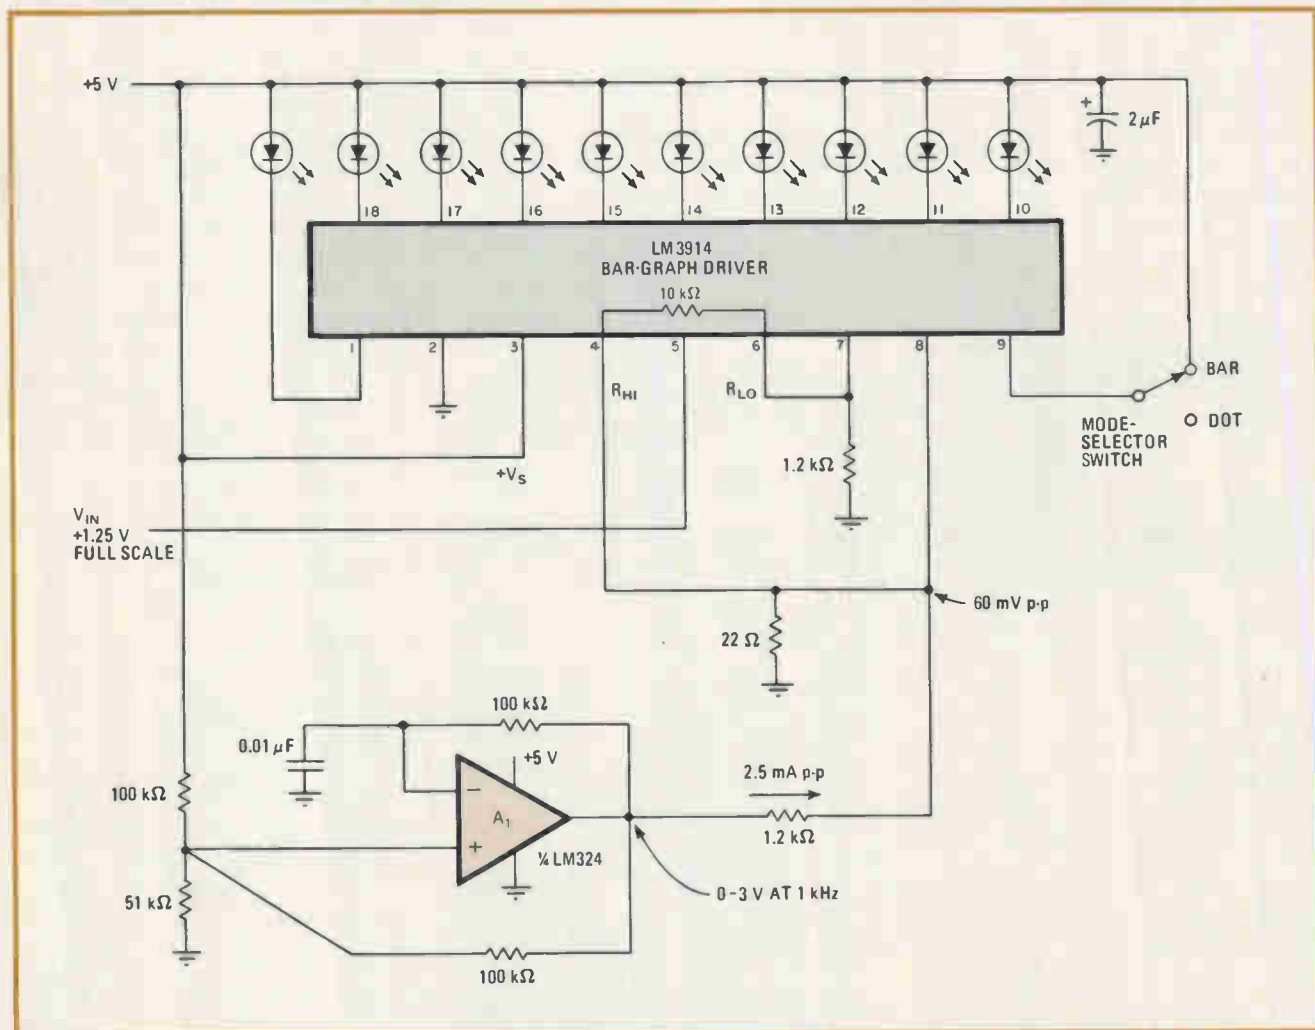 +5 V
+
2 µF
18
17
16
15
14
13
12
11
10
LM3914
BAR-GRAPH DRIVER
10 kΩ
1
2
3
4
5
6
7
8
9
R_HI
R_LO
BAR
DOT
MODE-
SELECTOR
SWITCH
+V_S
1.2 kΩ
V_IN
+1.25 V
FULL SCALE
60 mV p-p
22 Ω
100 kΩ
0.01 µF
+5 V
2.5 mA p-p
100 kΩ
−
A_1
+
¼ LM324
1.2 kΩ
0–3 V AT 1 kHz
51 kΩ
100 kΩ